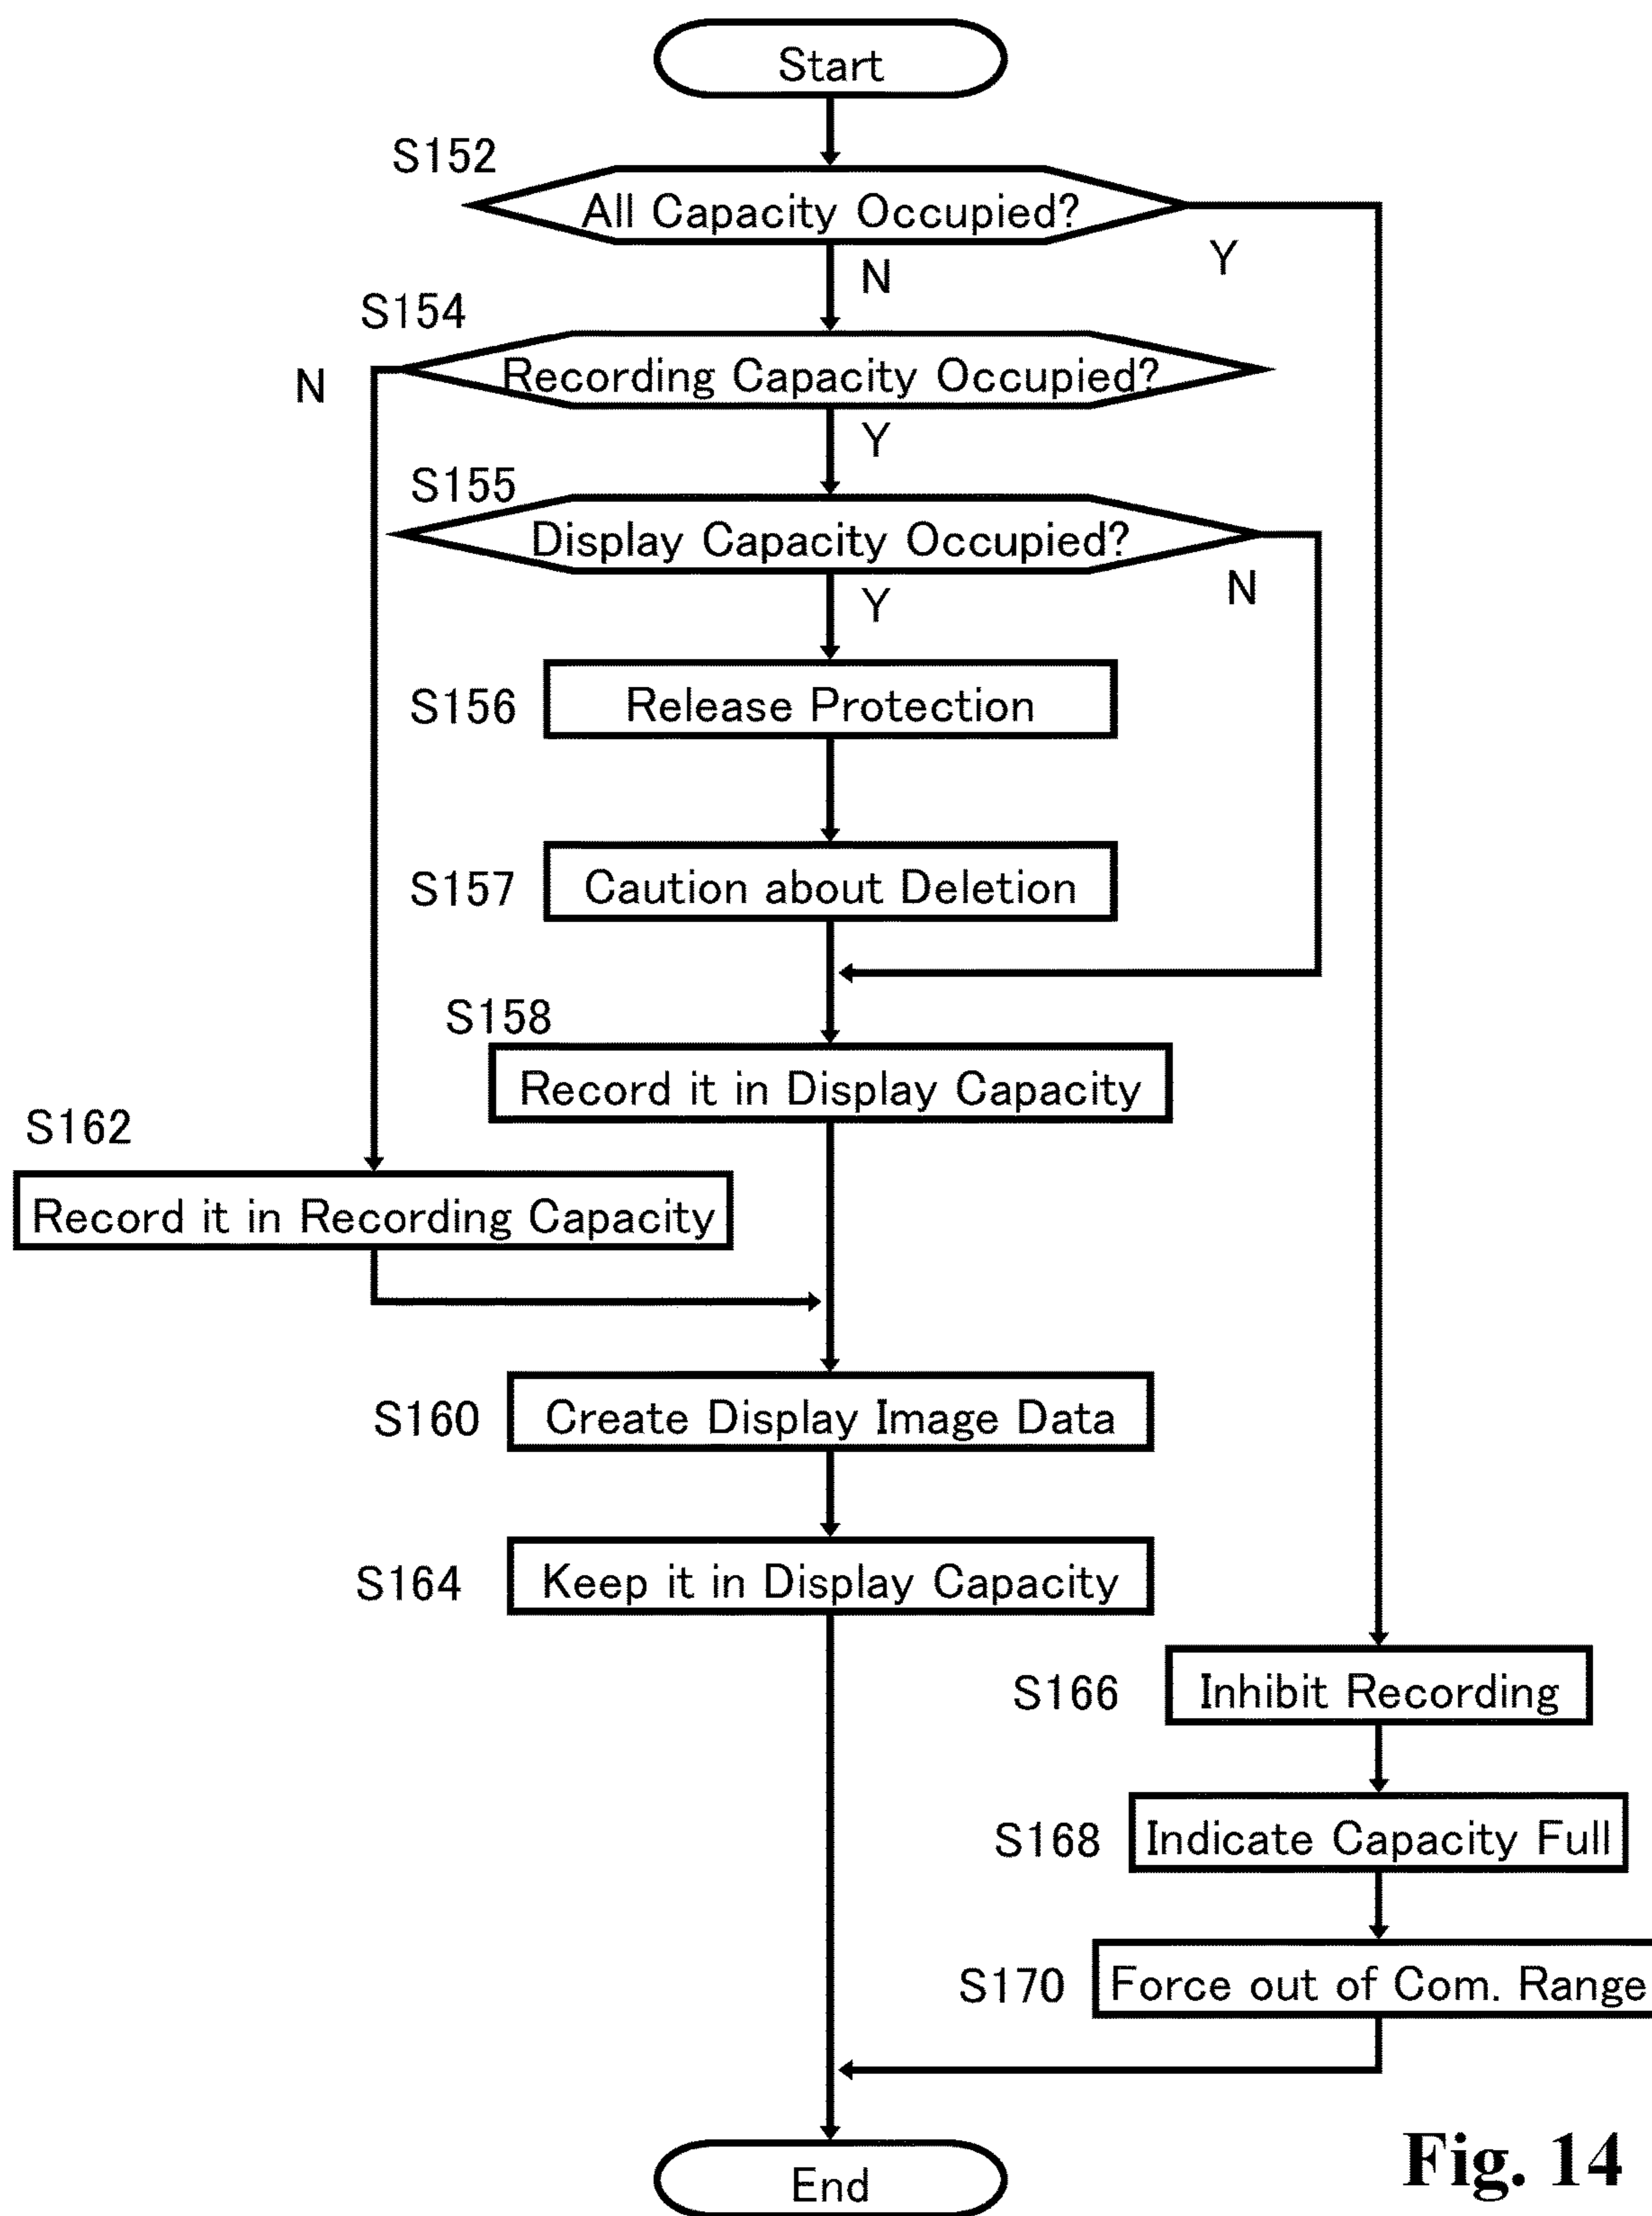 Start
S152
All Capacity Occupied?
Y
N
S154
Recording Capacity Occupied?
N
Y
S155
Display Capacity Occupied?
N
Y
S156
Release Protection
S157
Caution about Deletion
S158
Record it in Display Capacity
S162
Record it in Recording Capacity
S160
Create Display Image Data
S164
Keep it in Display Capacity
S166
Inhibit Recording
S168
Indicate Capacity Full
S170
Force out of Com. Range
End
Fig. 14